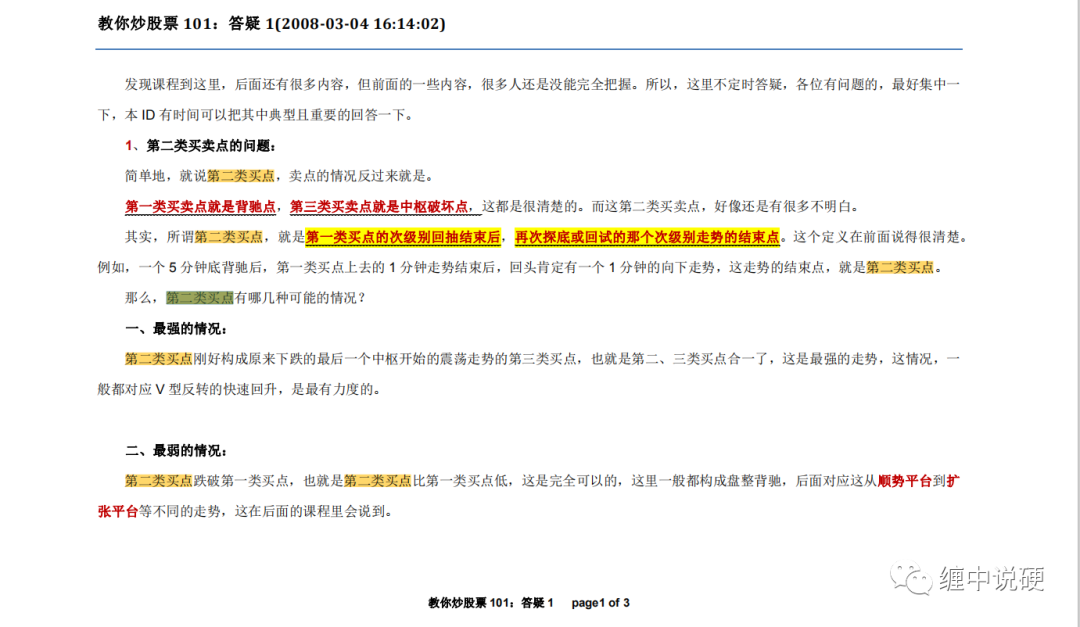 教你炒股票 101：答疑 1(2008-03-04 16:14:02)
发现课程到这里，后面还有很多内容，但前面的一些内容，很多人还是没能完全把握。所以，这里不定时答疑，各位有问题的，最好集中一
下，本 ID 有时间可以把其中典型且重要的回答一下。
1、第二类买卖点的问题：
简单地，就说第二类买点，卖点的情况反过来就是。
第一类买卖点就是背驰点，第三类买卖点就是中枢破坏点，这都是很清楚的。而这第二类买卖点，好像还是有很多不明白。
其实，所谓第二类买点，就是第一类买点的次级别回抽结束后，再次探底或回试的那个次级别走势的结束点。这个定义在前面说得很清楚。
例如，一个 5 分钟底背驰后，第一类买点上去的 1 分钟走势结束后，回头肯定有一个 1 分钟的向下走势，这走势的结束点，就是第二类买点。
那么，第二类买点有哪几种可能的情况？
一、最强的情况：
第二类买点刚好构成原来下跌的最后一个中枢开始的震荡走势的第三类买点，也就是第二、三类买点合一了，这是最强的走势，这情况，一
般都对应 V 型反转的快速回升，是最有力度的。
二、最弱的情况：
第二类买点跌破第一类买点，也就是第二类买点比第一类买点低，这是完全可以的，这里一般都构成盘整背驰，后面对应这从顺势平台到扩
张平台等不同的走势，这在后面的课程里会说到。
缠中说硬
教你炒股票 101：答疑 1 page1 of 3